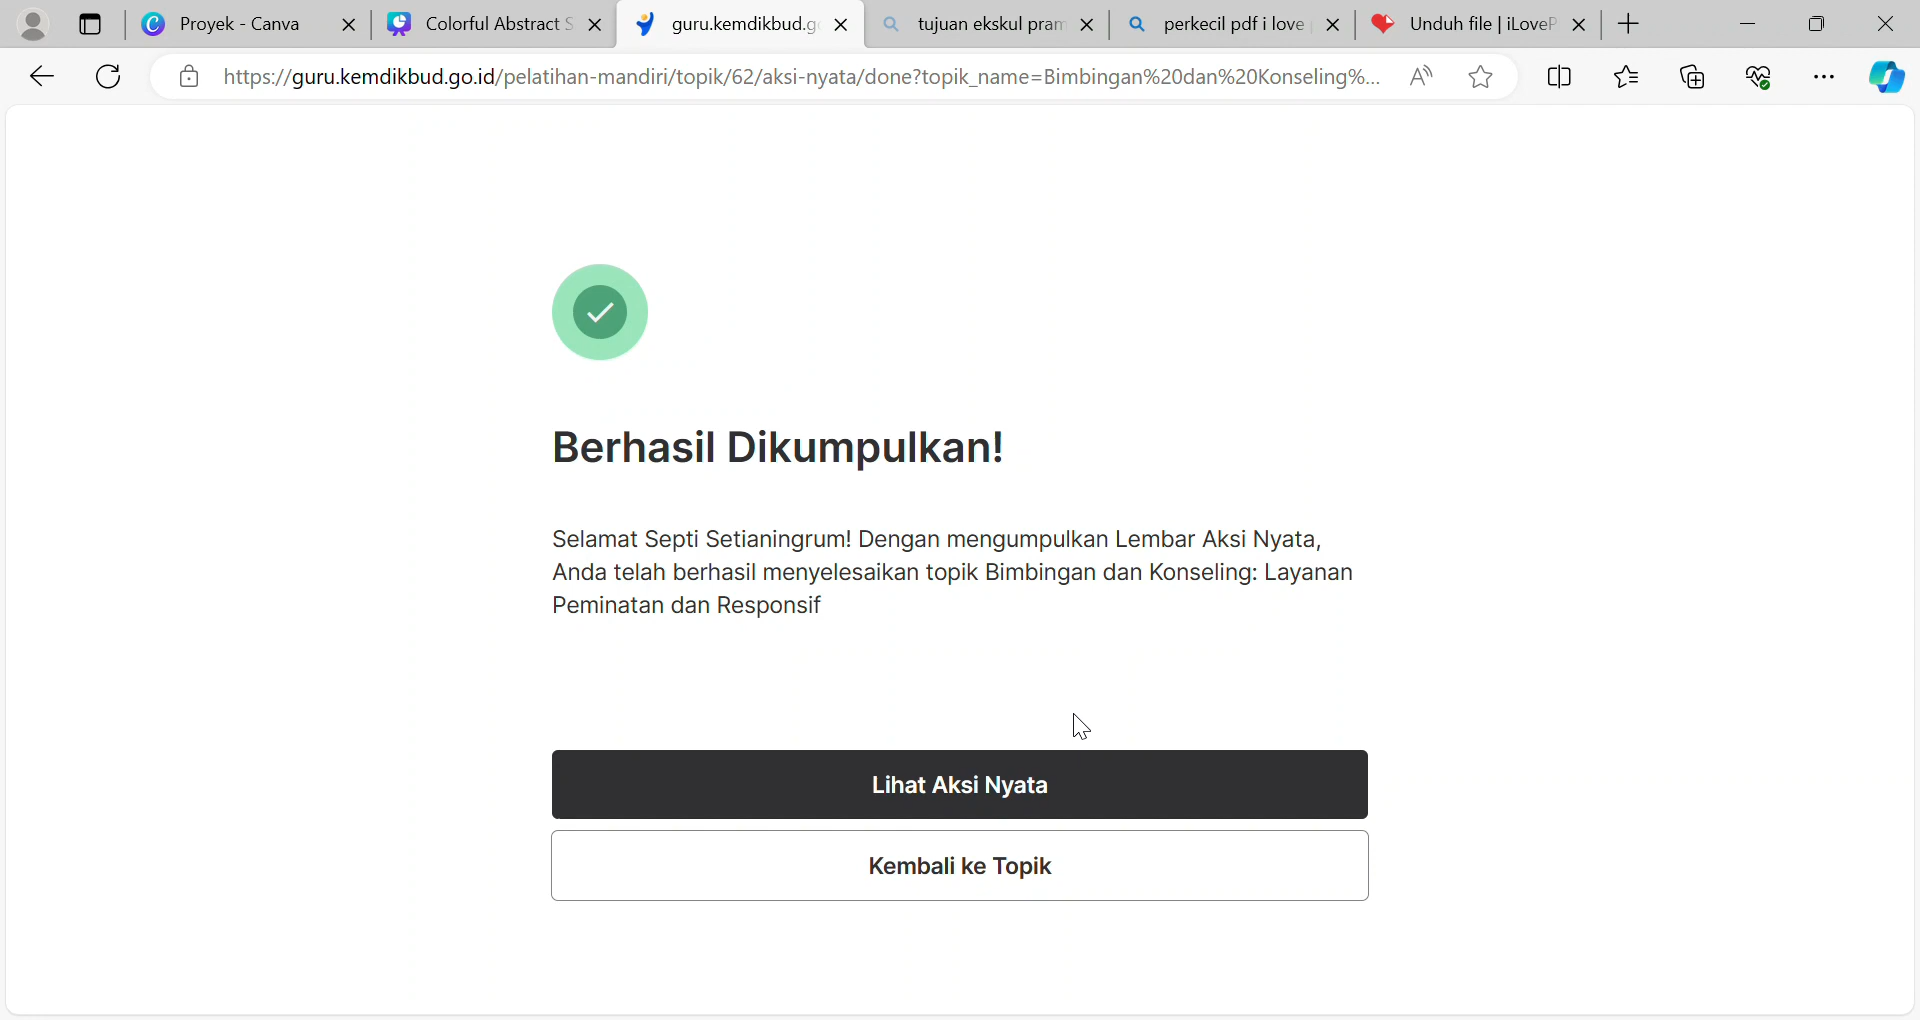 Proyek - Canva
Colorful Abstract S
guru.kemdikbud.go
tujuan ekskul pram
perkecil pdf i love
Unduh file | iLoveP
https://guru.kemdikbud.go.id/pelatihan-mandiri/topik/62/aksi-nyata/done?topik_name=Bimbingan%20dan%20Konseling%...
Berhasil Dikumpulkan!
Selamat Septi Setianingrum! Dengan mengumpulkan Lembar Aksi Nyata,
Anda telah berhasil menyelesaikan topik Bimbingan dan Konseling: Layanan
Peminatan dan Responsif
Lihat Aksi Nyata
Kembali ke Topik